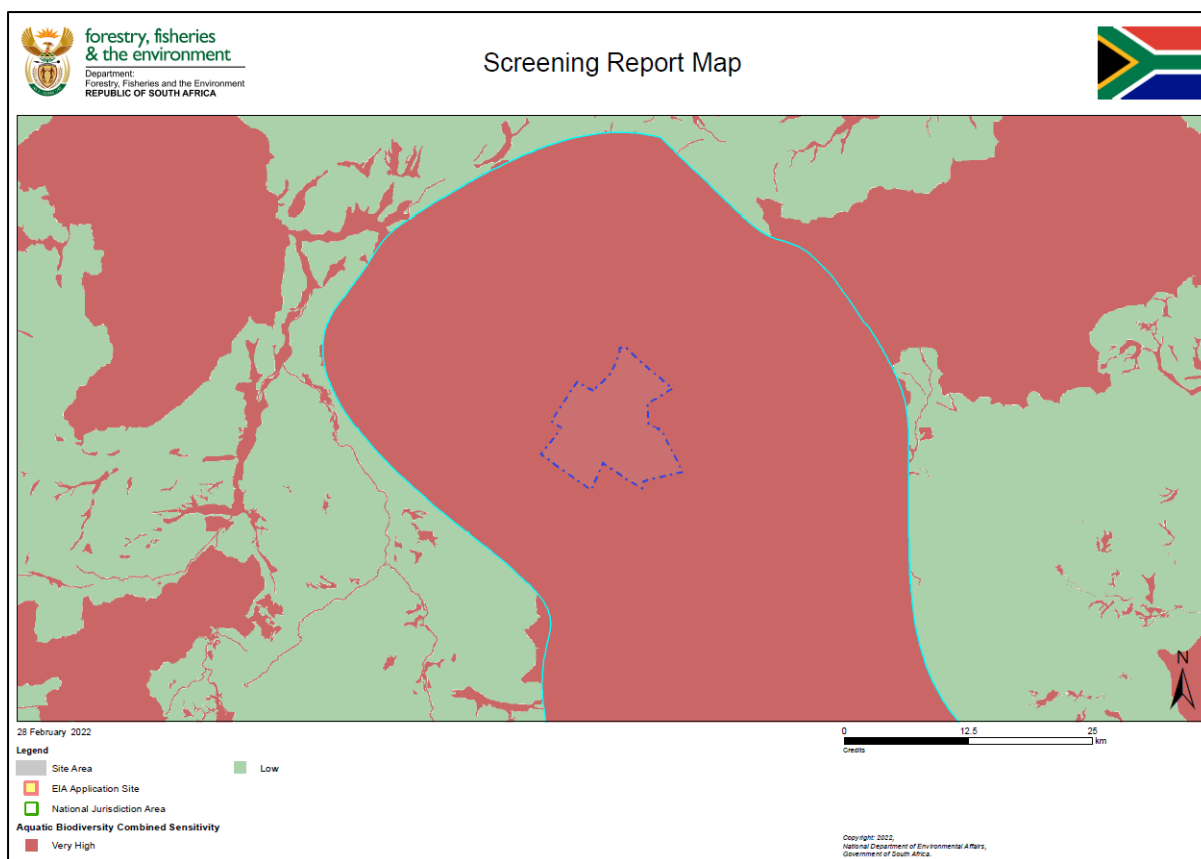 forestry, fisheries
& the environment
Department:
Forestry, Fisheries and the Environment
REPUBLIC OF SOUTH AFRICA
Screening Report Map
N
28 February 2022
0 12.5 25
km
Credits
Legend
Site Area
Low
EIA Application Site
National Jurisdiction Area
Aquatic Biodiversity Combined Sensitivity
Very High
Copyright: 2022,
National Department of Environmental Affairs,
Government of South Africa.